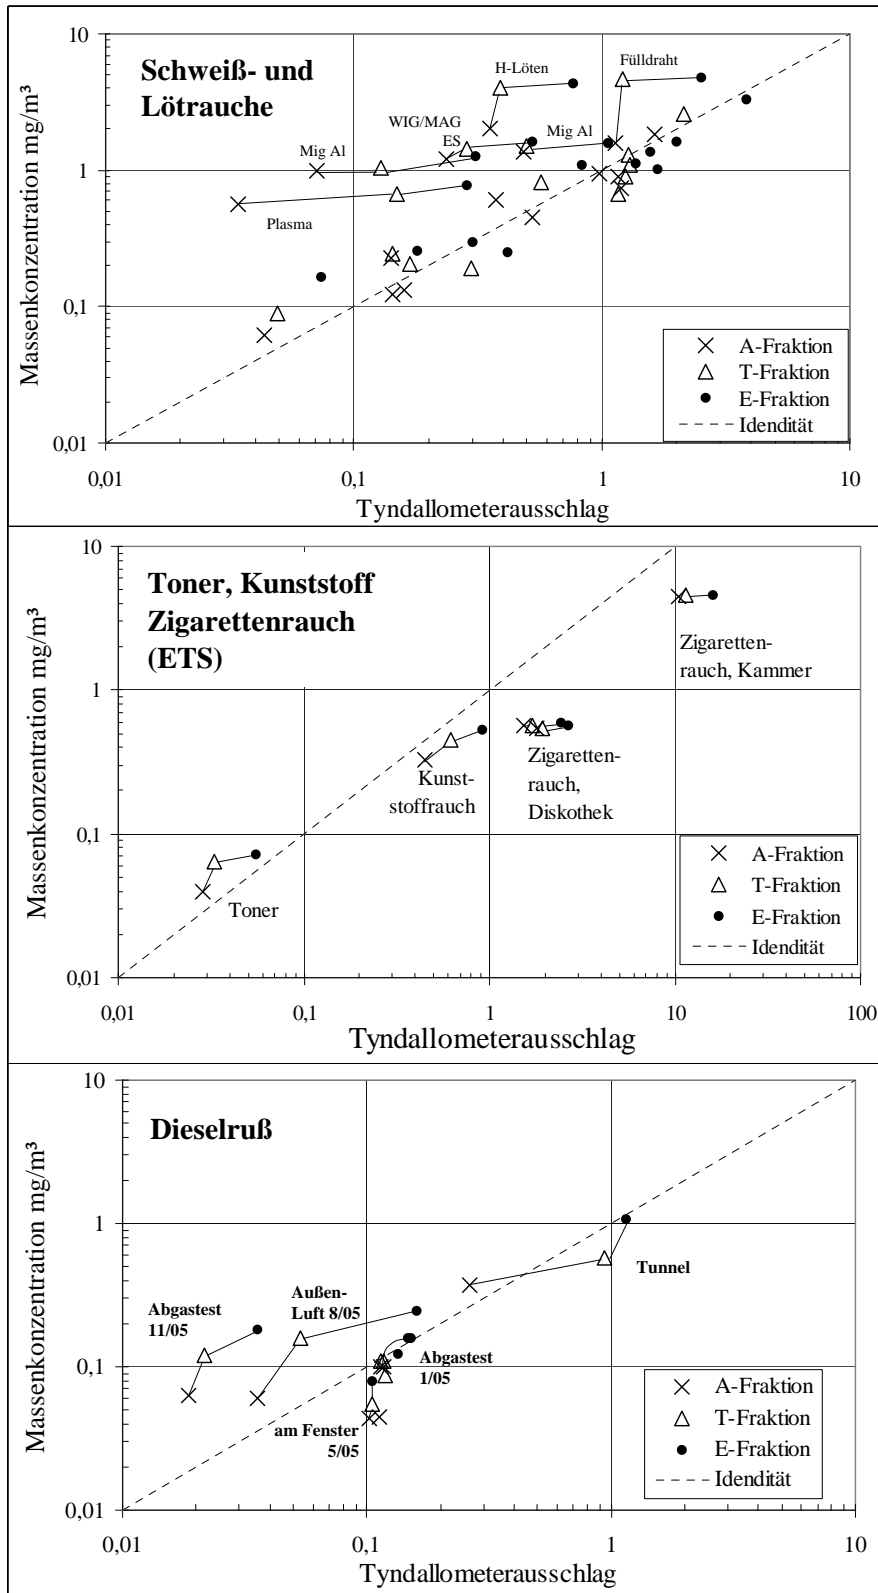 Schweiß- und
Lötrauche
H-Löten
Fülldraht
WIG/MAG
ES
Mig Al
Mig Al
Plasma
10
1
0,1
0,01
Massenkonzentration mg/m³
A-Fraktion
T-Fraktion
E-Fraktion
Idendität
0,01
0,1
1
10
Tyndallometerausschlag
Toner, Kunststoff
Zigarettenrauch
(ETS)
10
1
0,1
0,01
Massenkonzentration mg/m³
Zigaretten-
rauch, Kammer
Kunst-
stoffrauch
Zigaretten-
rauch,
Diskothek
Toner
A-Fraktion
T-Fraktion
E-Fraktion
Idendität
0,01
0,1
1
10
100
Tyndallometerausschlag
Dieselruß
10
1
0,1
0,01
Massenkonzentration mg/m³
Tunnel
Außen-
Luft 8/05
Abgastest
11/05
Abgastest
1/05
am Fenster
5/05
A-Fraktion
T-Fraktion
E-Fraktion
Idendität
0,01
0,1
1
10
Tyndallometerausschlag